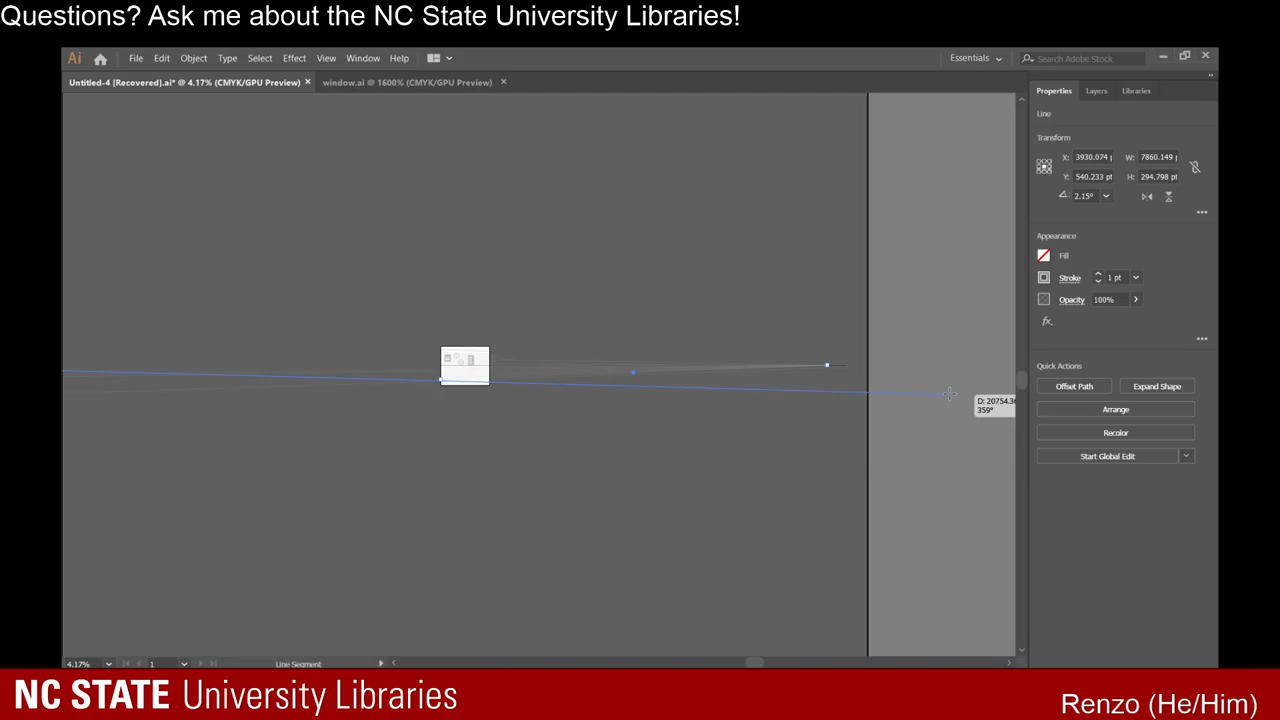 Questions? Ask me about the NC State University Libraries!
Ai File Edit Object Type Select Effect View Window Help Essentials Search Adobe Stock
Untitled-4 [Recovered].ai* @ 4.17% (CMYK/GPU Preview) × window.ai @ 1600% (CMYK/GPU Preview) ×
Properties Layers Libraries
Line
Transform
X: 3930.074 W: 7860.149
Y: 540.233 pt H: 294.798 pt
2.15°
Appearance
Fill
Stroke 1 pt
Opacity 100%
fx.
Quick Actions
Offset Path Expand Shape
Arrange
Recolor
Start Global Edit
D: 20754.36
359°
4.17% 1 Line Segment
NC STATE University Libraries
Renzo (He/Him)